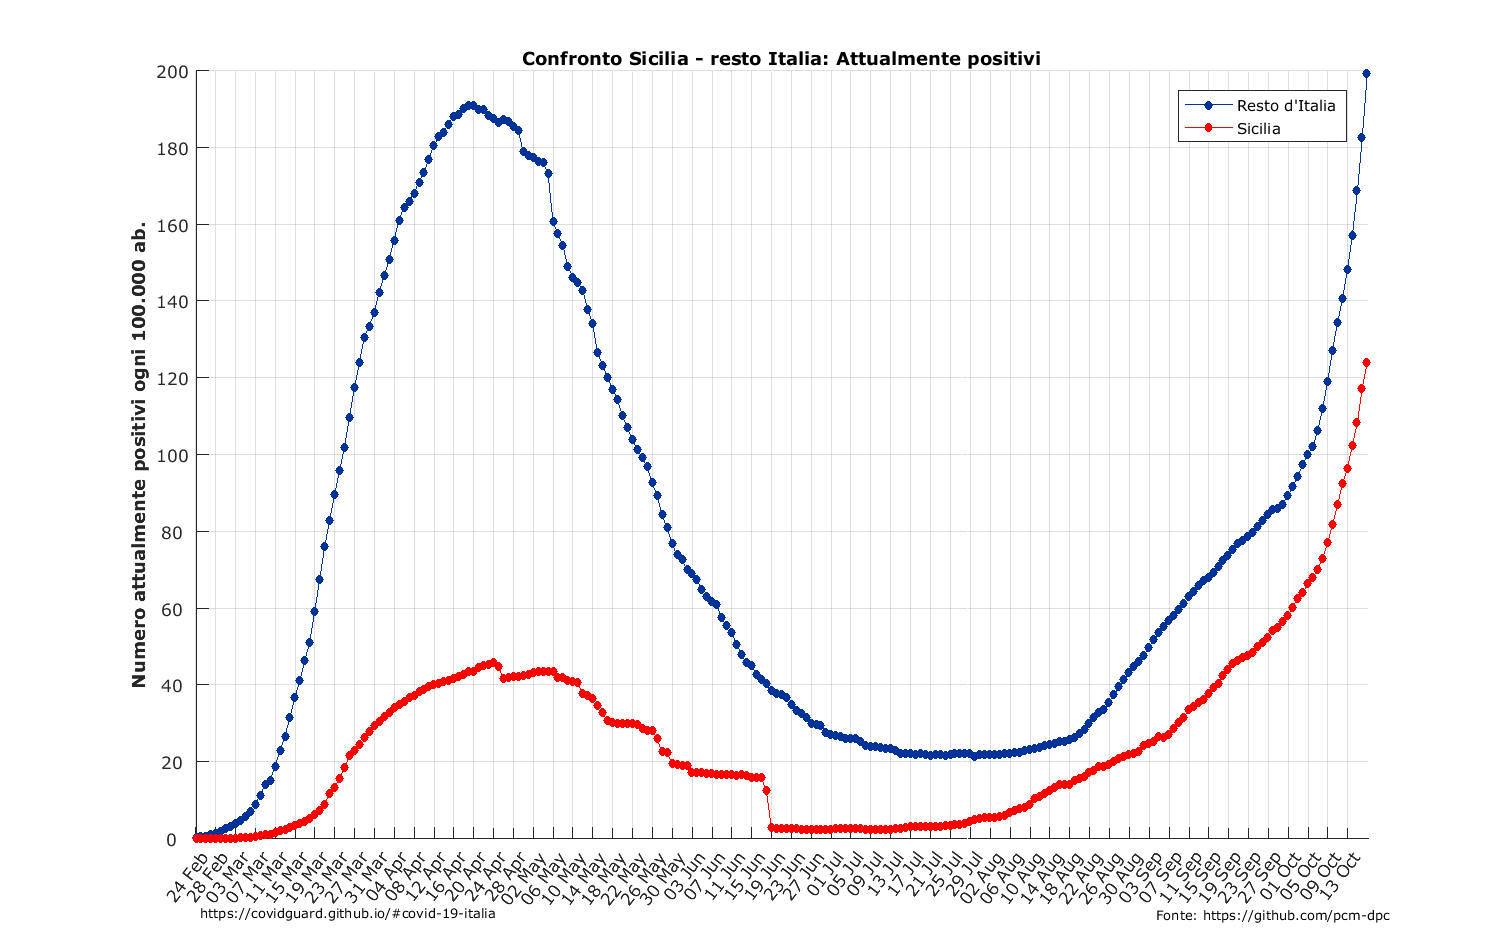 Confronto Sicilia - resto Italia: Attualmente positivi
Numero attualmente positivi ogni 100.000 ab.
200
180
160
140
120
100
80
60
40
20
0
Resto d'Italia
Sicilia
24 Feb
28 Feb
03 Mar
07 Mar
11 Mar
15 Mar
19 Mar
23 Mar
27 Mar
31 Mar
04 Apr
08 Apr
12 Apr
16 Apr
20 Apr
24 Apr
28 Apr
02 May
06 May
10 May
14 May
18 May
22 May
26 May
30 May
03 Jun
07 Jun
11 Jun
15 Jun
19 Jun
23 Jun
27 Jun
01 Jul
05 Jul
09 Jul
13 Jul
17 Jul
21 Jul
25 Jul
29 Jul
02 Aug
06 Aug
10 Aug
14 Aug
18 Aug
22 Aug
26 Aug
30 Aug
03 Sep
07 Sep
11 Sep
15 Sep
19 Sep
23 Sep
27 Sep
01 Oct
05 Oct
09 Oct
13 Oct
https://covidguard.github.io/#covid-19-italia
Fonte: https://github.com/pcm-dpc